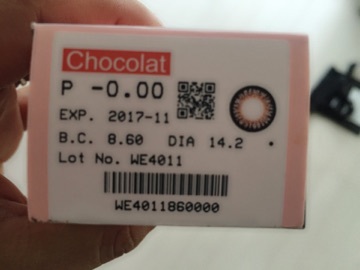 Chocolat
P -0.00
EXP. 2017-11
B.C. 8.60 DIA 14.2
Lot No. WE4011
WE4011860000